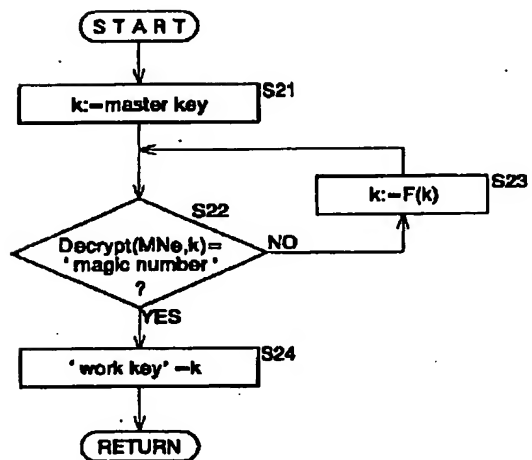 START
k:=master key
S21
k:=F(k)
S23
S22
Decrypt(MNe,k)=
'magic number'
?
NO
YES
'work key'=k
S24
RETURN